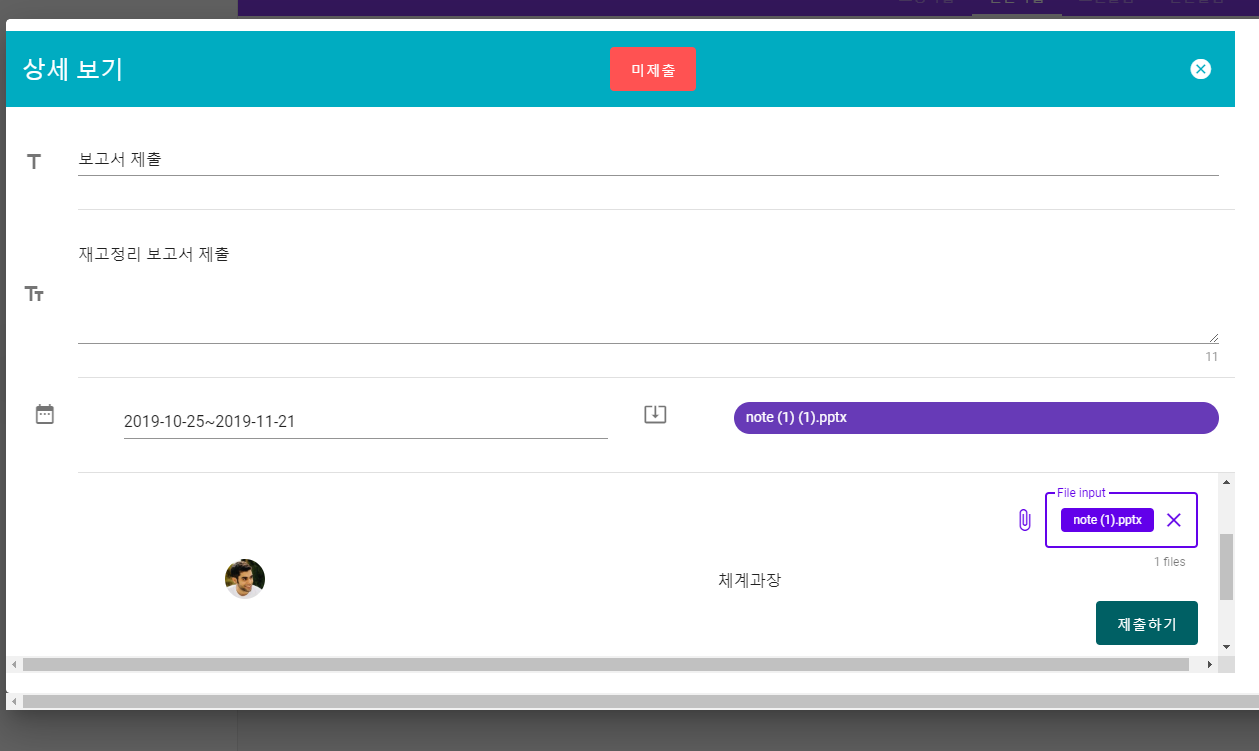 상세 보기
미제출
보고서 제출
재고정리 보고서 제출
11
2019-10-25~2019-11-21
note (1) (1).pptx
File input
note (1).pptx
1 files
체계과장
제출하기